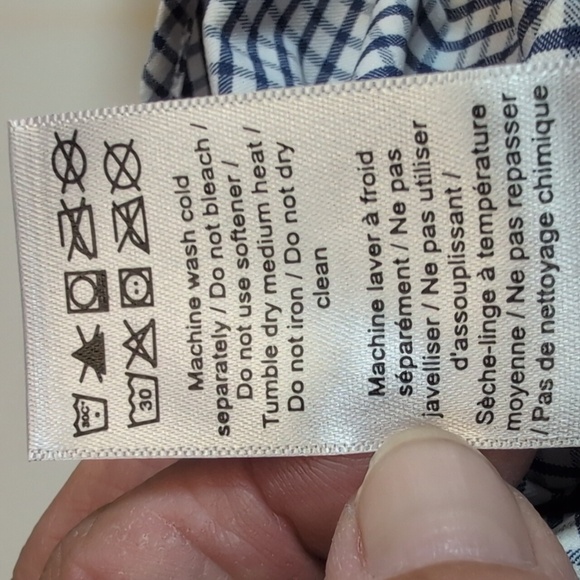 30C
30
Machine wash cold
separately / Do not bleach /
Do not use softener /
Tumble dry medium heat /
Do not iron / Do not dry
clean
Machine laver à froid
séparément / Ne pas
javelliser / Ne pas utiliser
d'assouplissant /
Sèche-linge à température
moyenne / Ne pas repasser
/ Pas de nettoyage chimique